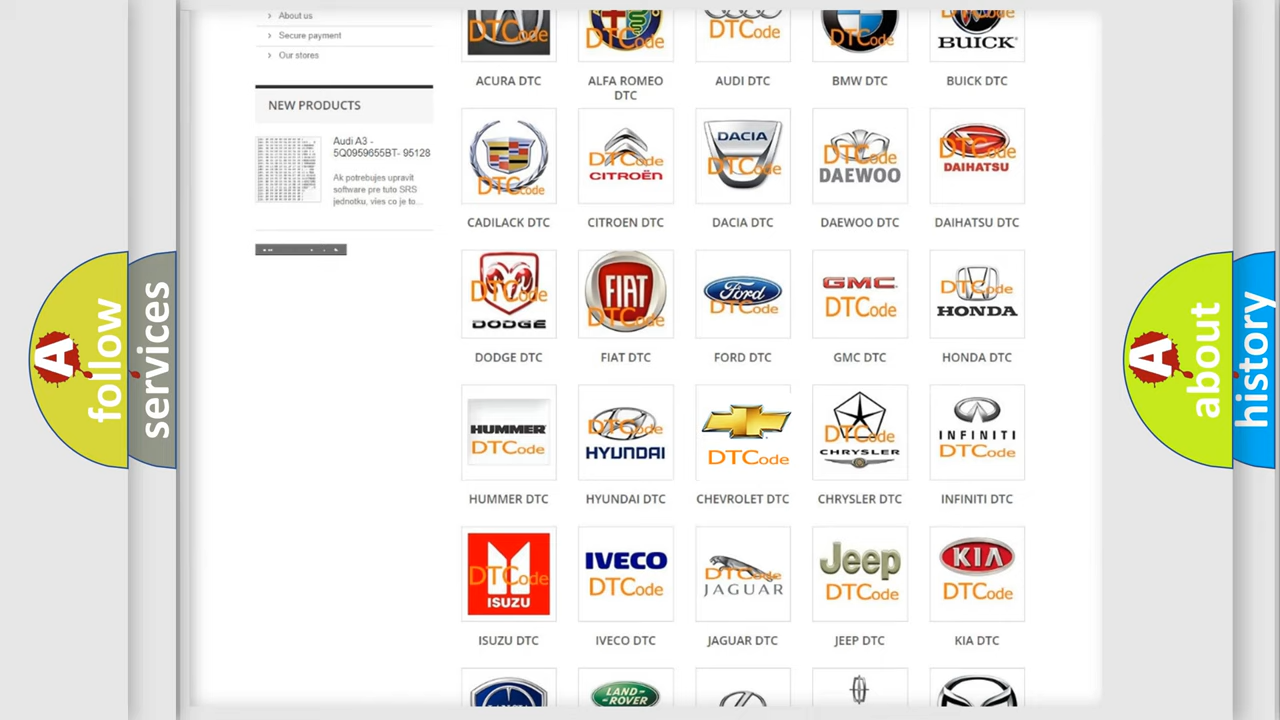 About us
Secure payment
Our stores
NEW PRODUCTS
Audi A3 -
5Q0959655BT- 95128
Ak potrebujes upravit
software pre tuto SRS
jednotku, vies co je to...
DTCode DTCode DTCode DTCode BUICK
ACURA DTC ALFA ROMEO DTC AUDI DTC BMW DTC BUICK DTC
DTCode DTCode CITROËN DACIA DTCode DTCode DAEWOO DTCode DAIHATSU
CADILACK DTC CITROEN DTC DACIA DTC DAEWOO DTC DAIHATSU DTC
DTCode DODGE FIAT DTCode Ford DTCode GMC DTCode DTCode HONDA
DODGE DTC FIAT DTC FORD DTC GMC DTC HONDA DTC
HUMMER DTCode DTCode HYUNDAI DTCode DTCode CHRYSLER INFINITI DTCode
HUMMER DTC HYUNDAI DTC CHEVROLET DTC CHRYSLER DTC INFINITI DTC
DTCode ISUZU IVECO DTCode DTCode JAGUAR Jeep DTCode KIA DTCode
ISUZU DTC IVECO DTC JAGUAR DTC JEEP DTC KIA DTC
LAND-
ROVER
A
follow
services
A
about
history